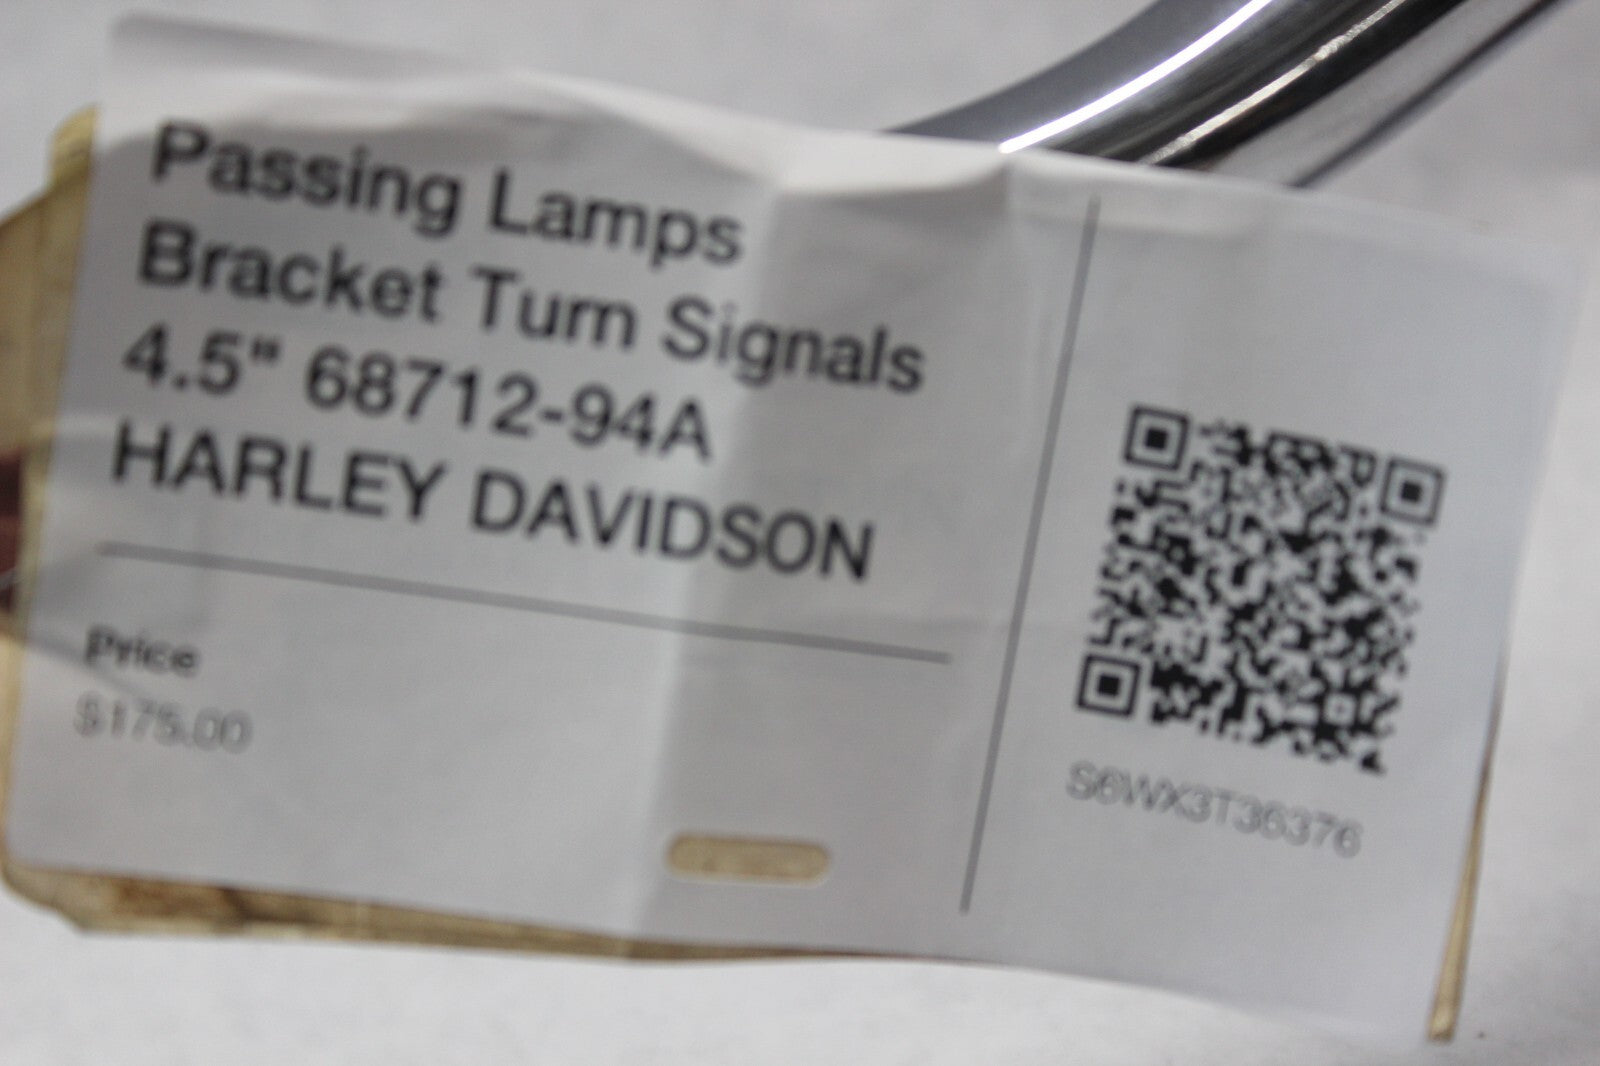 Passing Lamps
Bracket Turn Signals
4.5" 68712-94A
HARLEY DAVIDSON
Price
$175.00
S6WX3T36376